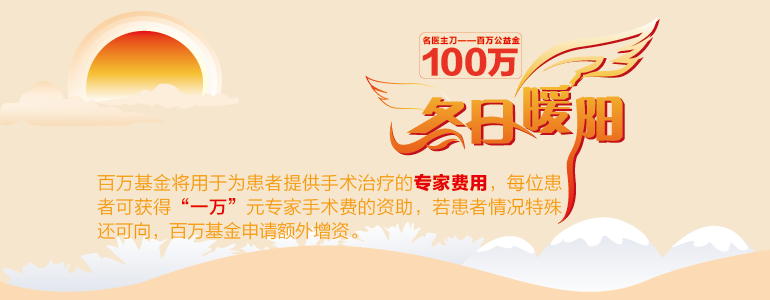 名医主刀——百万公益金
100万
冬日暖阳
百万基金将用于为患者提供手术治疗的专家费用，每位患
者可获得“一万”元专家手术费的资助，若患者情况特殊
还可向，百万基金申请额外增资。